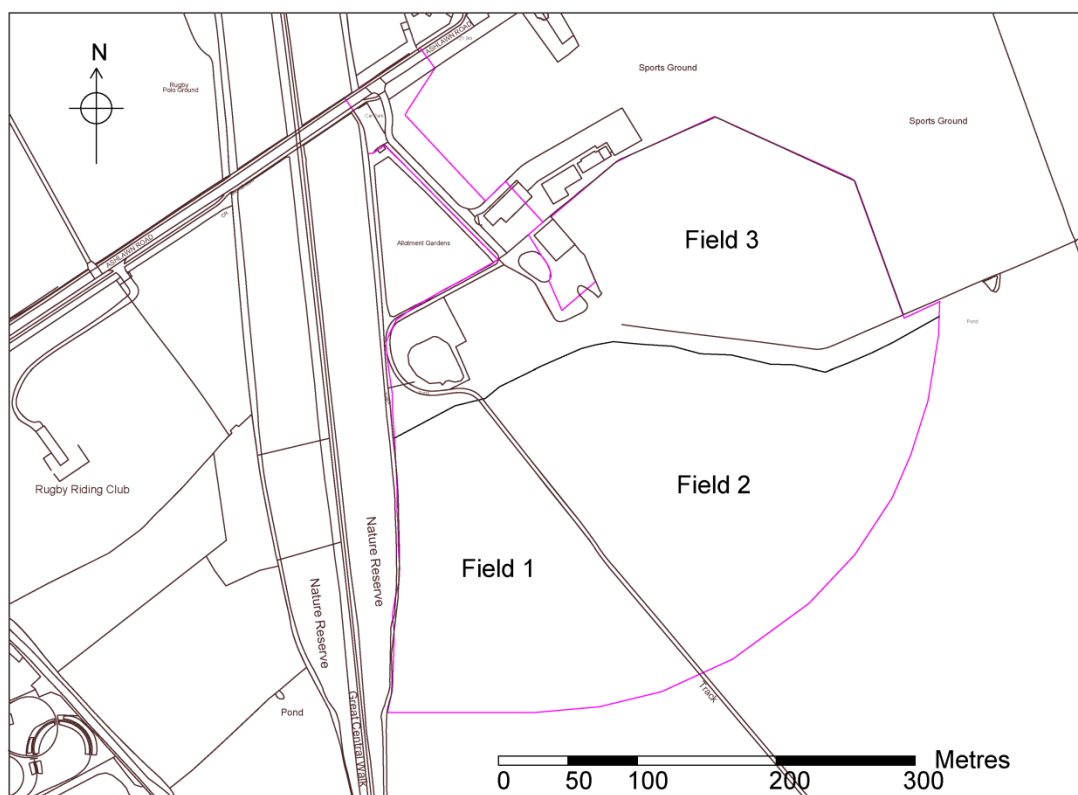 N
Rugby
Polo Ground
ASHLAWN ROAD
Sports Ground
Sports Ground
Car Park
Allotment Gardens
ASHLAWN ROAD
Field 3
Pond
Rugby Riding Club
Field 2
Field 1
Nature Reserve
Nature Reserve
Great Central Walk
Pond
Track
Metres
0
50
100
200
300